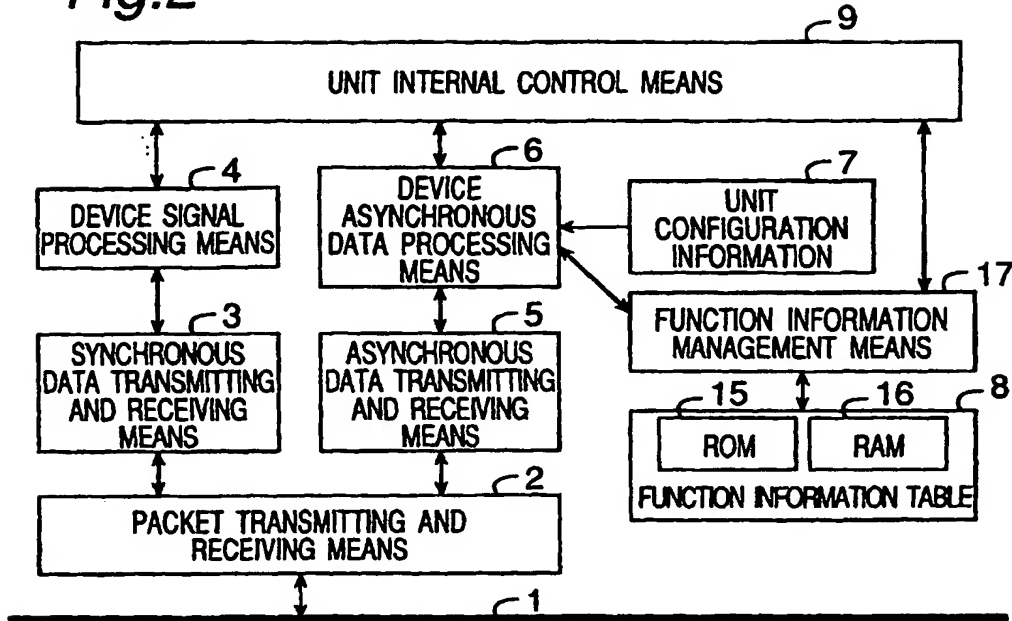 Fig.2
9
UNIT INTERNAL CONTROL MEANS
4
DEVICE SIGNAL
PROCESSING MEANS
6
DEVICE
ASYNCHRONOUS
DATA PROCESSING
MEANS
7
UNIT
CONFIGURATION
INFORMATION
17
FUNCTION INFORMATION
MANAGEMENT MEANS
3
SYNCHRONOUS
DATA TRANSMITTING
AND RECEIVING
MEANS
5
ASYNCHRONOUS
DATA TRANSMITTING
AND RECEIVING
MEANS
15
ROM
16
RAM
8
FUNCTION INFORMATION TABLE
2
PACKET TRANSMITTING AND
RECEIVING MEANS
1